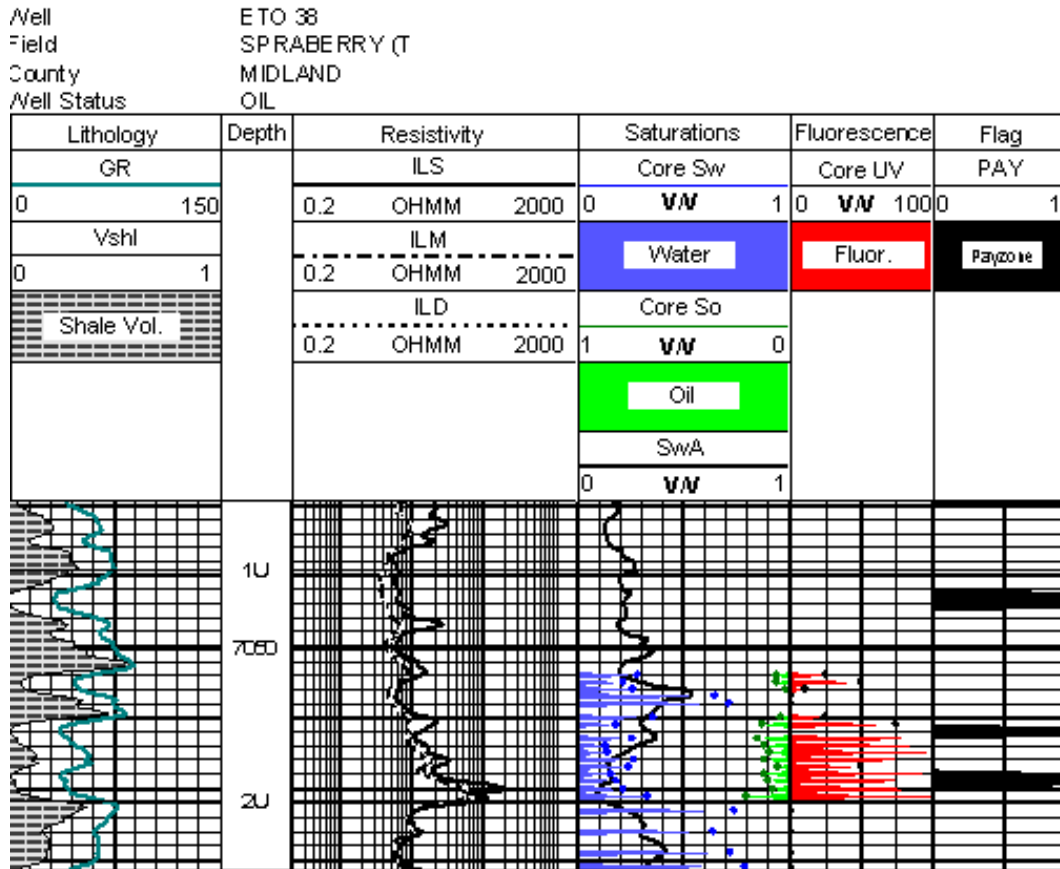 Well ETO 38
Field SPRABERRY (T
County MIDLAND
Well Status OIL
Lithology Depth Resistivity Saturations Fluorescence Flag
GR ILS Core Sw Core UV PAY
0 150 0.2 OHMM 2000 0 V/V 1 0 V/V 1000 0 1
Vshl ILM Water Fluor. Payzone
0 1 0.2 OHMM 2000
Shale Vol. ILD Core So
0.2 OHMM 2000 1 V/V 0
Oil
SwA
0 V/V 1
1U
7050
2U